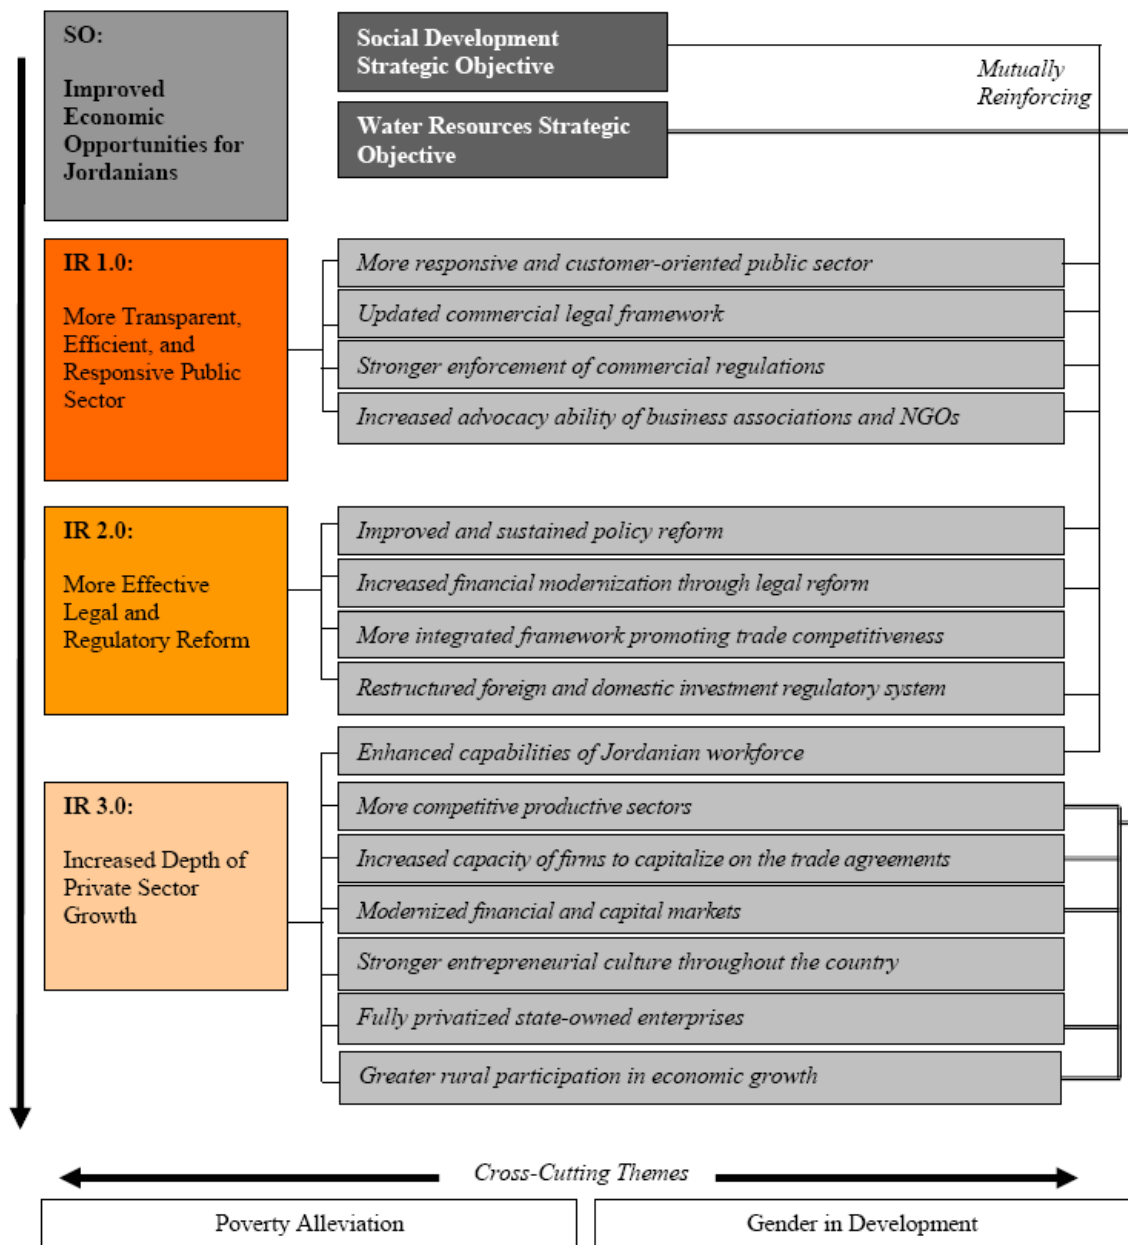 SO:
Improved
Economic
Opportunities for
Jordanians
Social Development
Strategic Objective
Mutually
Reinforcing
Water Resources Strategic
Objective
IR 1.0:
More Transparent,
Efficient, and
Responsive Public
Sector
More responsive and customer-oriented public sector
Updated commercial legal framework
Stronger enforcement of commercial regulations
Increased advocacy ability of business associations and NGOs
IR 2.0:
More Effective
Legal and
Regulatory Reform
Improved and sustained policy reform
Increased financial modernization through legal reform
More integrated framework promoting trade competitiveness
Restructured foreign and domestic investment regulatory system
IR 3.0:
Increased Depth of
Private Sector
Growth
Enhanced capabilities of Jordanian workforce
More competitive productive sectors
Increased capacity of firms to capitalize on the trade agreements
Modernized financial and capital markets
Stronger entrepreneurial culture throughout the country
Fully privatized state-owned enterprises
Greater rural participation in economic growth
Cross-Cutting Themes
Poverty Alleviation
Gender in Development